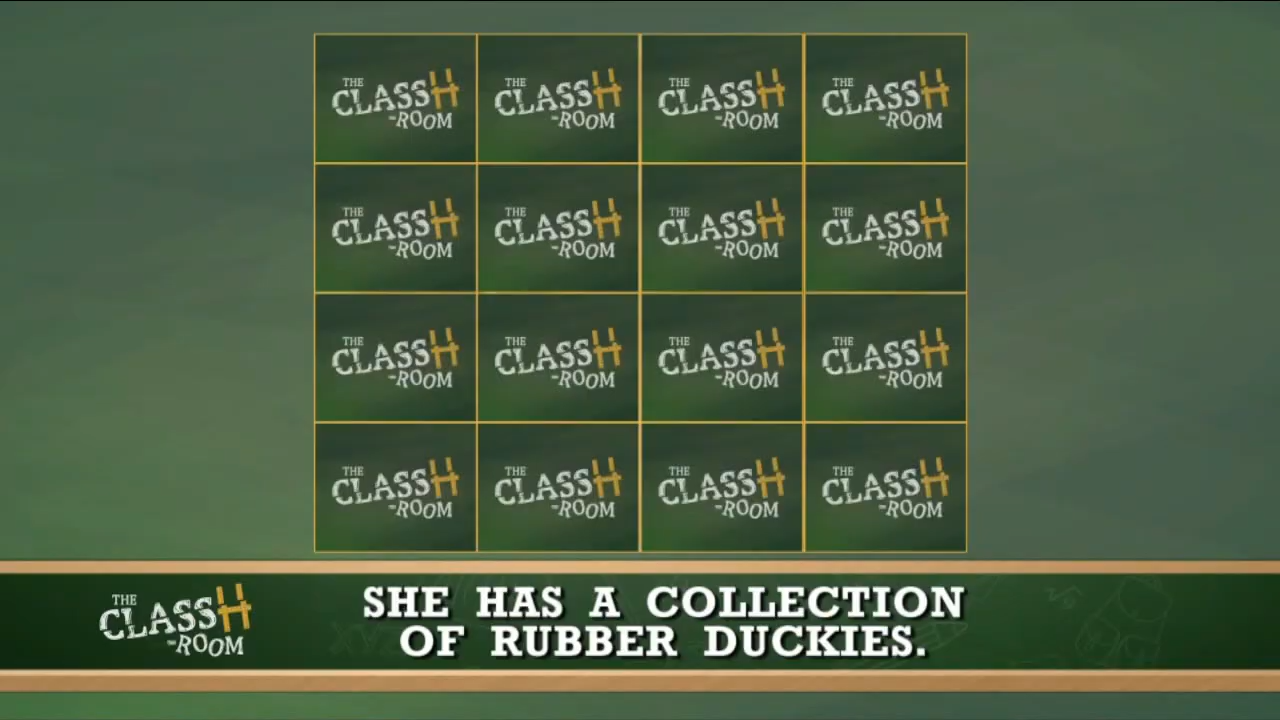 THE THE THE THE
CLASSH CLASSH CLASSH CLASSH
-ROOM -ROOM -ROOM -ROOM
THE THE THE THE
CLASSH CLASSH CLASSH CLASSH
-ROOM -ROOM -ROOM -ROOM
THE THE THE THE
CLASSH CLASSH CLASSH CLASSH
-ROOM -ROOM -ROOM -ROOM
THE THE THE THE
CLASSH CLASSH CLASSH CLASSH
-ROOM -ROOM -ROOM -ROOM
THE
CLASSH
-ROOM
SHE HAS A COLLECTION
OF RUBBER DUCKIES.